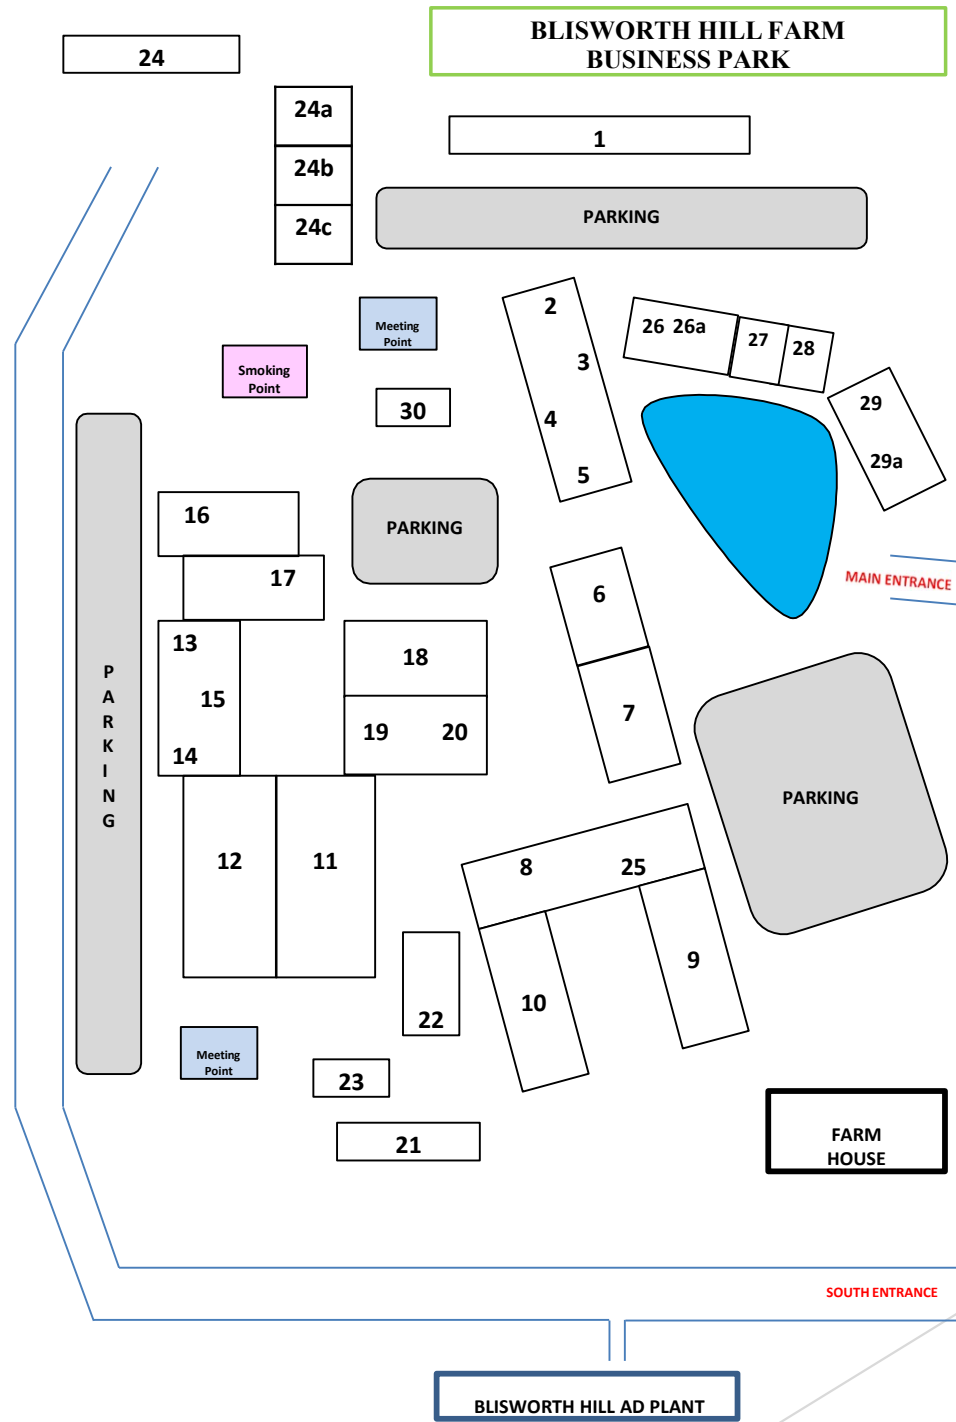 BLISWORTH HILL FARM
BUSINESS PARK
24
24a
1
24b
24c
PARKING
2
26 26a
27
28
3
Meeting
Point
Smoking
Point
30
4
5
29
29a
16
PARKING
17
6
MAIN ENTRANCE
13
18
15
14
19 20
7
P
A
R
K
I
N
G
PARKING
12
11
8
25
9
10
22
Meeting
Point
23
21
FARM
HOUSE
SOUTH ENTRANCE
BLISWORTH HILL AD PLANT